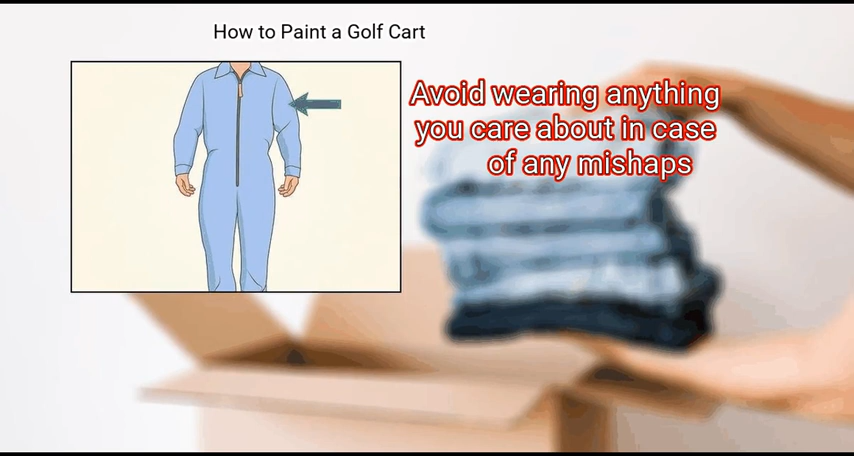 How to Paint a Golf Cart
Avoid wearing anything
you care about in case
of any mishaps